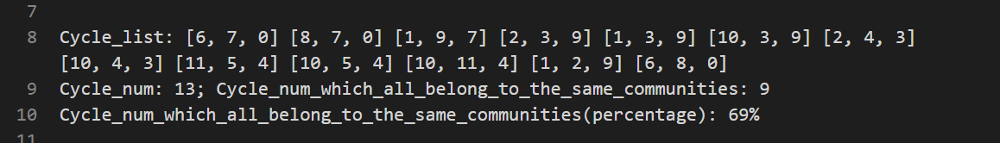 7
8 Cycle_list: [6, 7, 0] [8, 7, 0] [1, 9, 7] [2, 3, 9] [1, 3, 9] [10, 3, 9] [2, 4, 3]
[10, 4, 3] [11, 5, 4] [10, 5, 4] [10, 11, 4] [1, 2, 9] [6, 8, 0]
9 Cycle_num: 13; Cycle_num_which_all_belong_to_the_same_communities: 9
10 Cycle_num_which_all_belong_to_the_same_communities(percentage): 69%
11